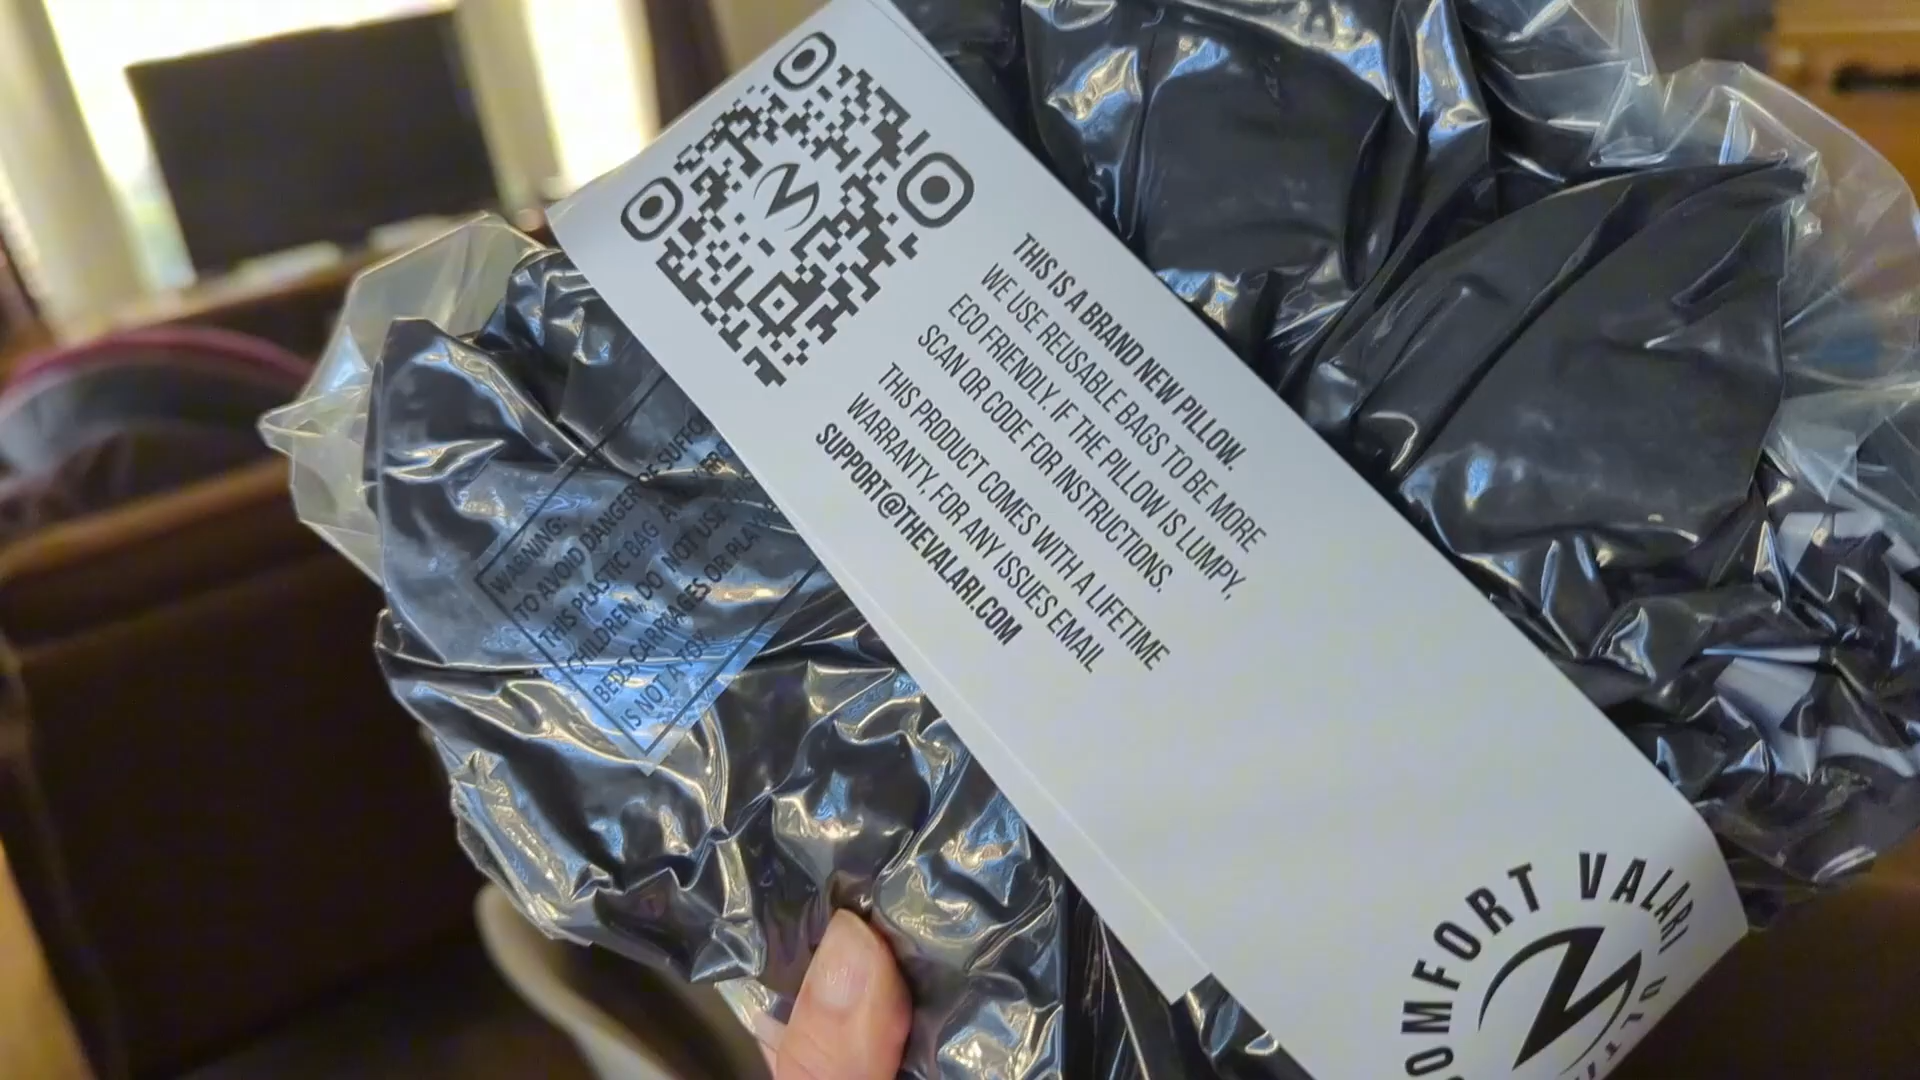 THIS IS A BRAND NEW PILLOW.
WE USE REUSABLE BAGS TO BE MORE
ECO FRIENDLY. IF THE PILLOW IS LUMPY,
SCAN QR CODE FOR INSTRUCTIONS.
THIS PRODUCT COMES WITH A LIFETIME
WARRANTY, FOR ANY ISSUES EMAIL
SUPPORT@THEVALARI.COM
WARNING:
TO AVOID DANGER OF SUFFO
THIS PLASTIC BAG AWAY
CHILDREN. DO NOT USE
BEDS, CARRIAGES OR PLAY
IS NOT A TOY
OMFORT VALARI